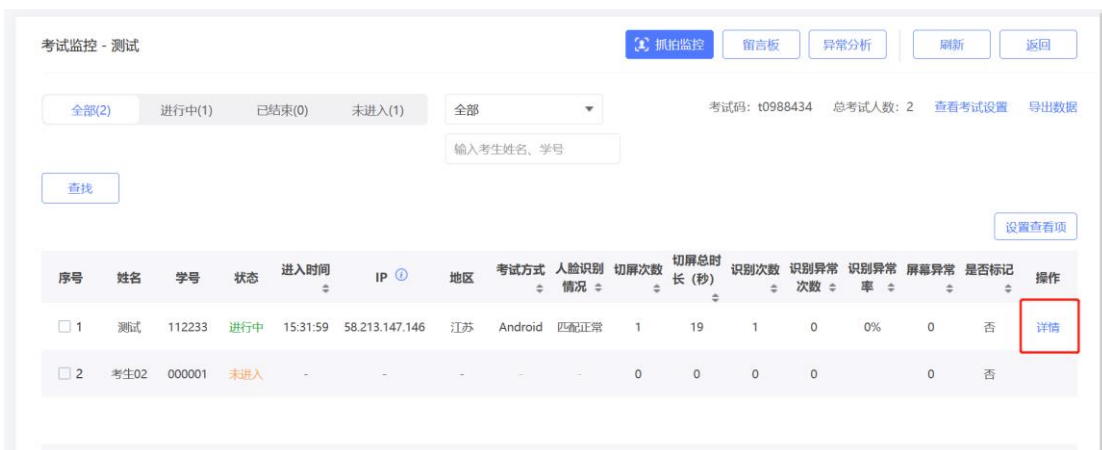 考试监控 - 测试
抓拍监控 留言板 异常分析 刷新 返回
全部(2) 进行中(1) 已结束(0) 未进入(1) 全部 考试码: t0988434 总考试人数: 2 查看考试设置 导出数据
输入考生姓名、学号
查找
设置查看项
序号 姓名 学号 状态 进入时间 IP 地区 考试方式 人脸识别情况 切屏次数 切屏总时长（秒） 识别次数 识别异常次数 识别异常率 屏幕异常 是否标记 操作
1 测试 112233 进行中 15:31:59 58.213.147.146 江苏 Android 匹配正常 1 19 1 0 0% 0 否 详情
2 考生02 000001 未进入 - - - - - 0 0 0 0 0 否